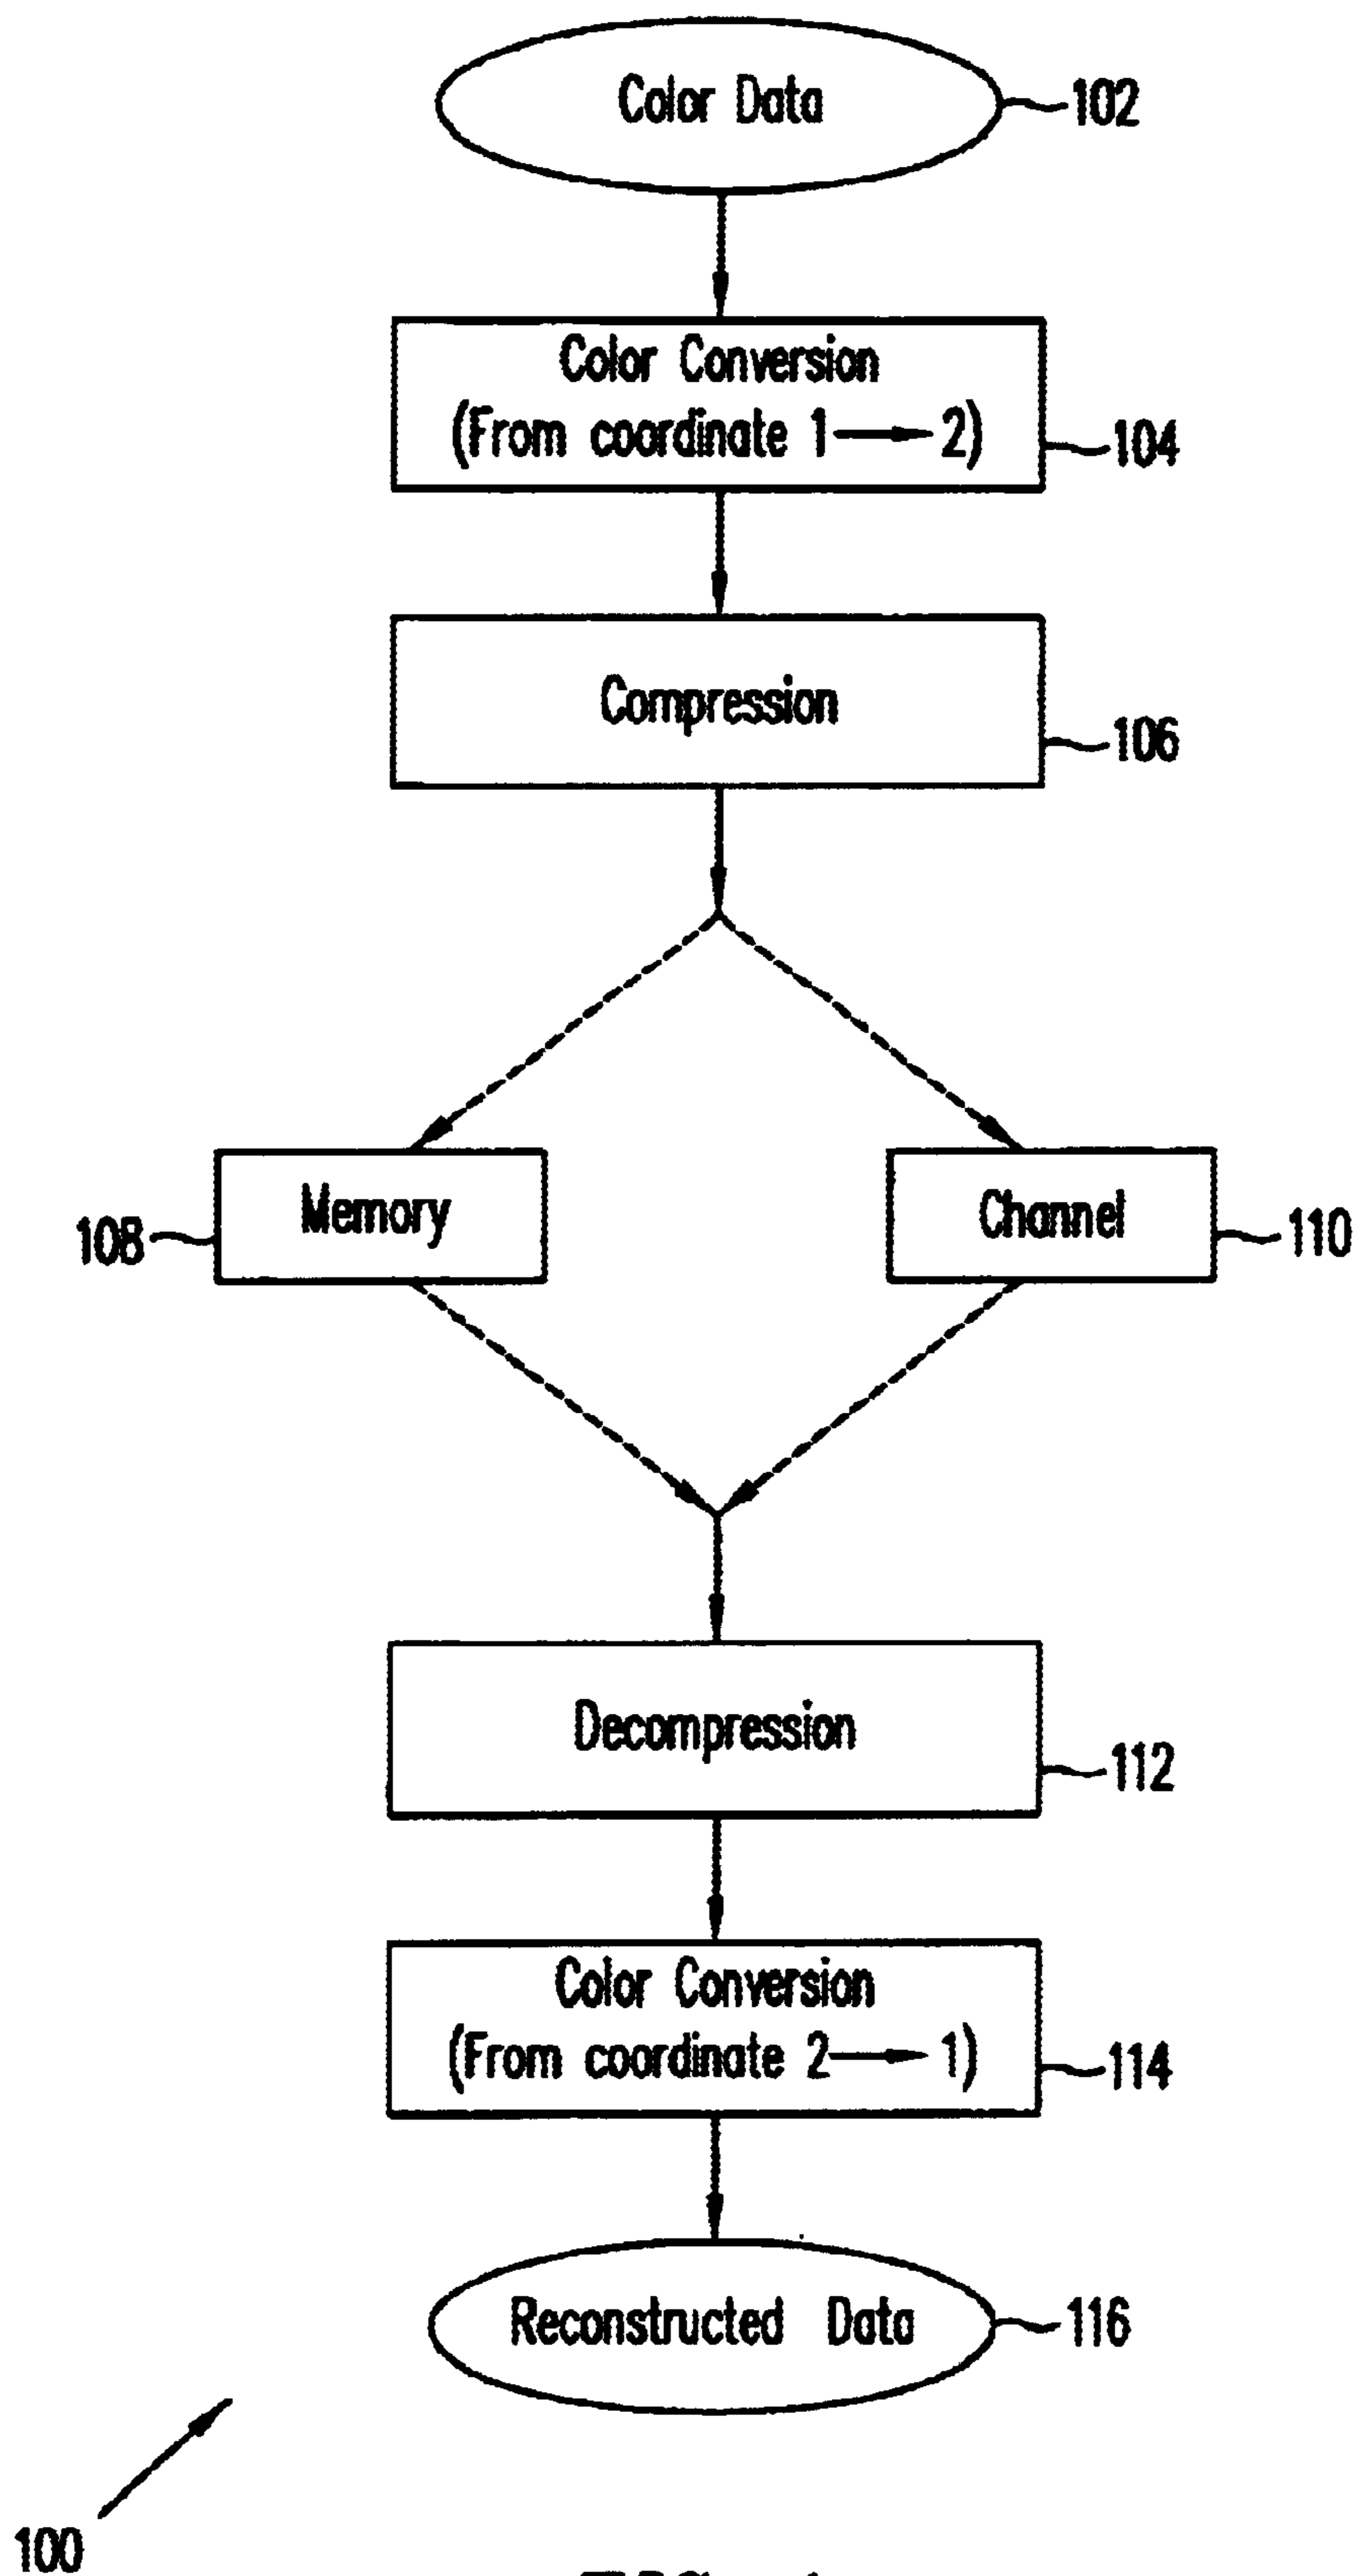 Color Data
102
Color Conversion
(From coordinate 1→2)
104
Compression
106
Memory
108
Channel
110
Decompression
112
Color Conversion
(From coordinate 2→1)
114
Reconstructed Data
116
100